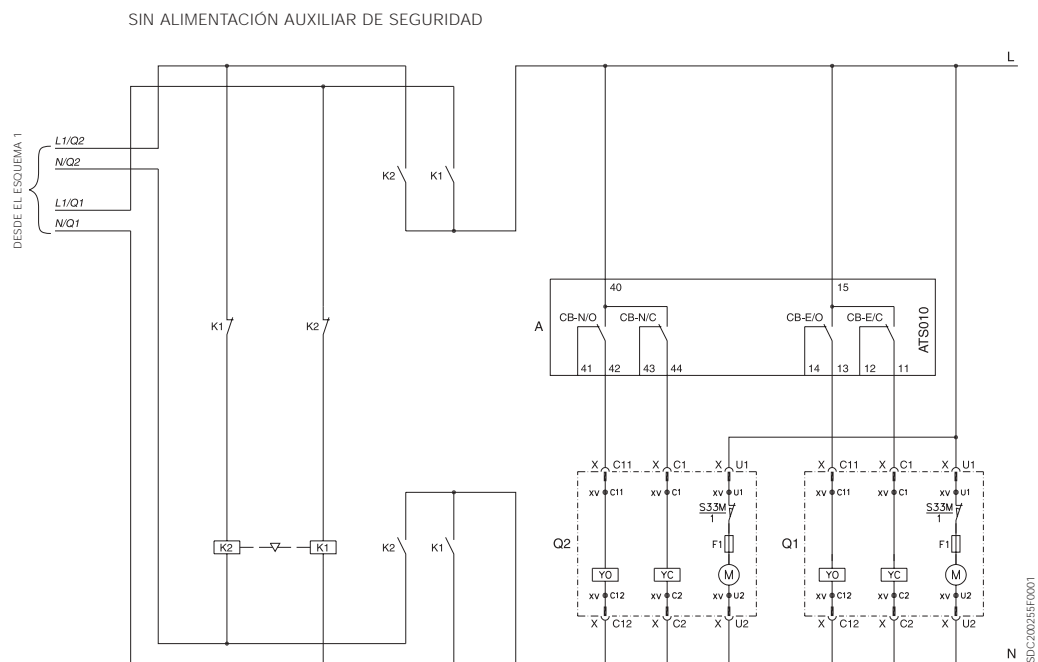 SIN ALIMENTACIÓN AUXILIAR DE SEGURIDAD
L
DESDE EL ESQUEMA 1
L1/Q2
N/Q2
L1/Q1
N/Q1
K2 K1
K1 K2
A
40 15
CB-N/O CB-N/C CB-E/O CB-E/C
ATS010
41 42 43 44 14 13 12 11
X C11 X C1 X U1 X C11 X C1 X U1
XV C11 XV C1 XV U1 XV C11 XV C1 XV U1
S33M
1
S33M
1
K2 K1 K2 K1
Q2 F1 Q1 F1
YO YC M YO YC M
XV C12 XV C2 XV U2 XV C12 XV C2 XV U2
X C12 X C2 X U2 X C12 X C2 X U2
N
1SDC200255F0001